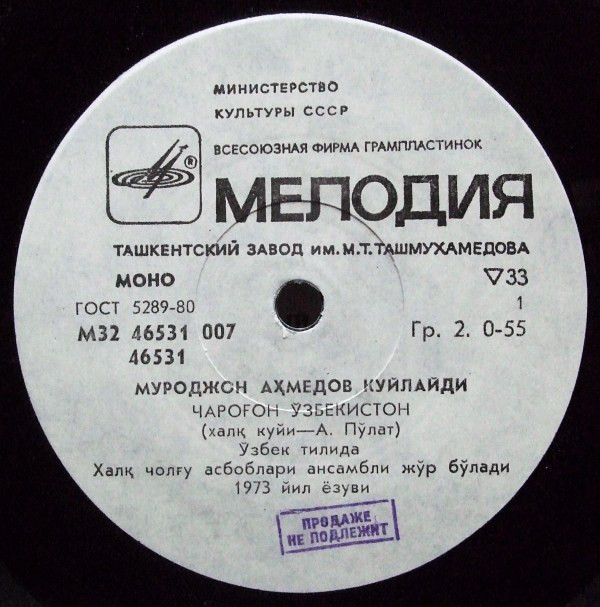 МИНИСТЕРСТВО
КУЛЬТУРЫ СССР
ВСЕСОЮЗНАЯ ФИРМА ГРАМПЛАСТИНОК
®
МЕЛОДИЯ
ТАШКЕНТСКИЙ ЗАВОД ИМ. М. Т. ТАШМУХАМЕДОВА
МОНО ▽33
ГОСТ 5289-80 1
М32 46531 007 Гр. 2. 0-55
46531
МУРОДЖОН АҲМЕДОВ КУЙЛАЙДИ
ЧАРОҒОН ЎЗБЕКИСТОН
(халқ куйи—А. Пўлат)
Ўзбек тилида
Халқ чолғу асбоблари ансамбли жўр бўлади
1973 йил ёзуви
ПРОДАЖЕ
НЕ ПОДЛЕЖИТ